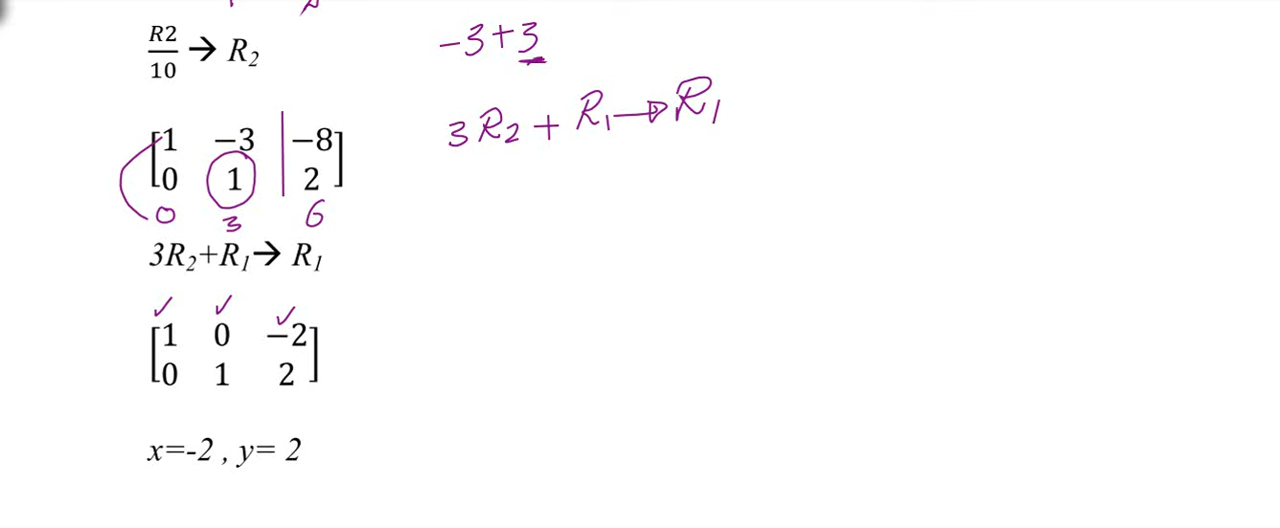 R2/10 → R₂
-3+3
3R₂ + R₁ → R₁
[1 −3 | −8]
[0 1 | 2]
0 3 6
3R₂+R₁→ R₁
✓ ✓ ✓
[1 0 −2]
[0 1 2]
x=-2 , y= 2